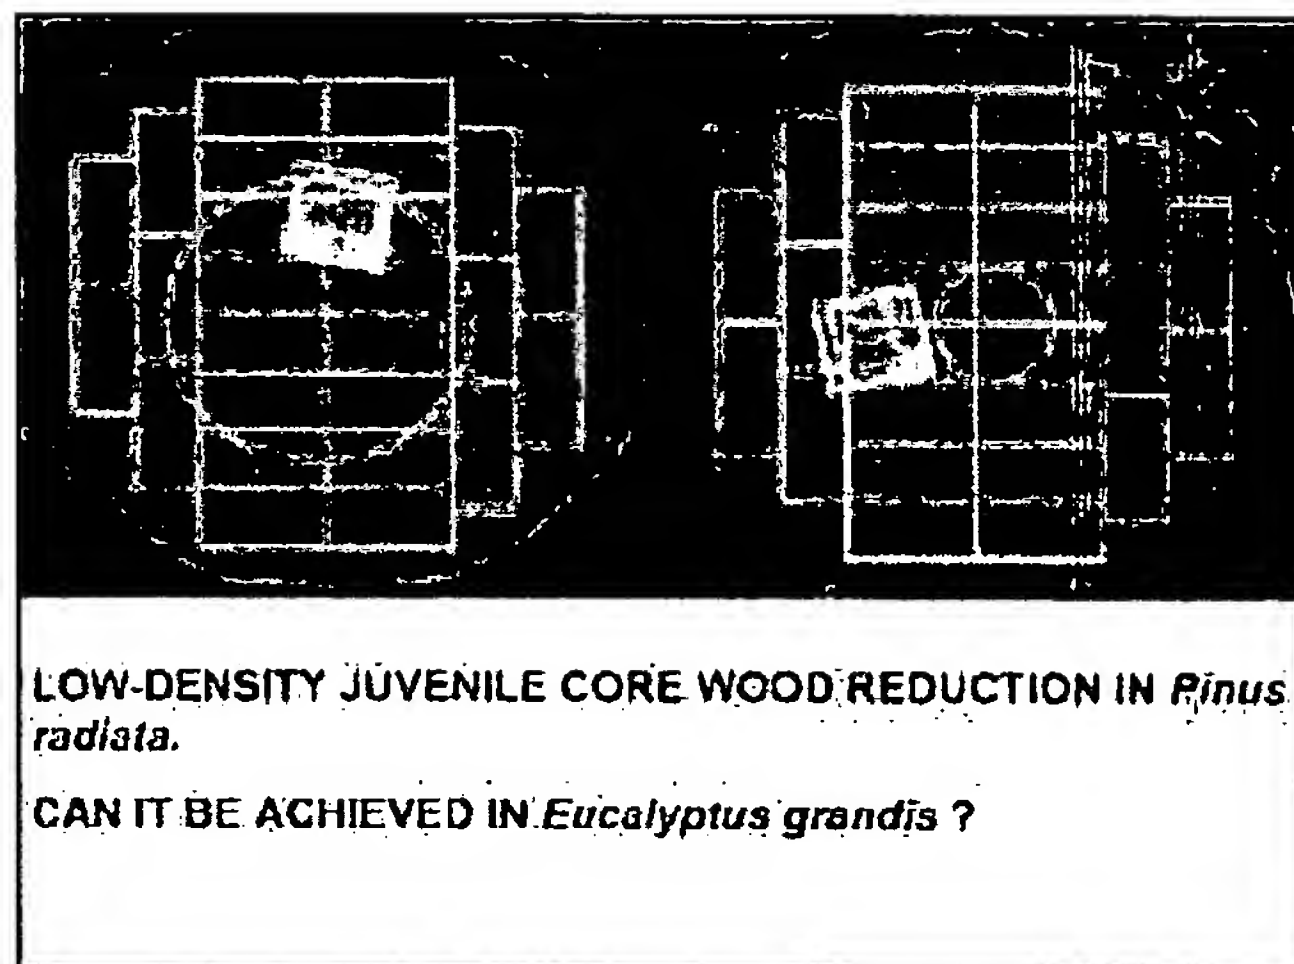 LOW-DENSITY JUVENILE CORE WOOD REDUCTION IN Pinus
radiata.
CAN IT BE ACHIEVED IN Eucalyptus grandis ?